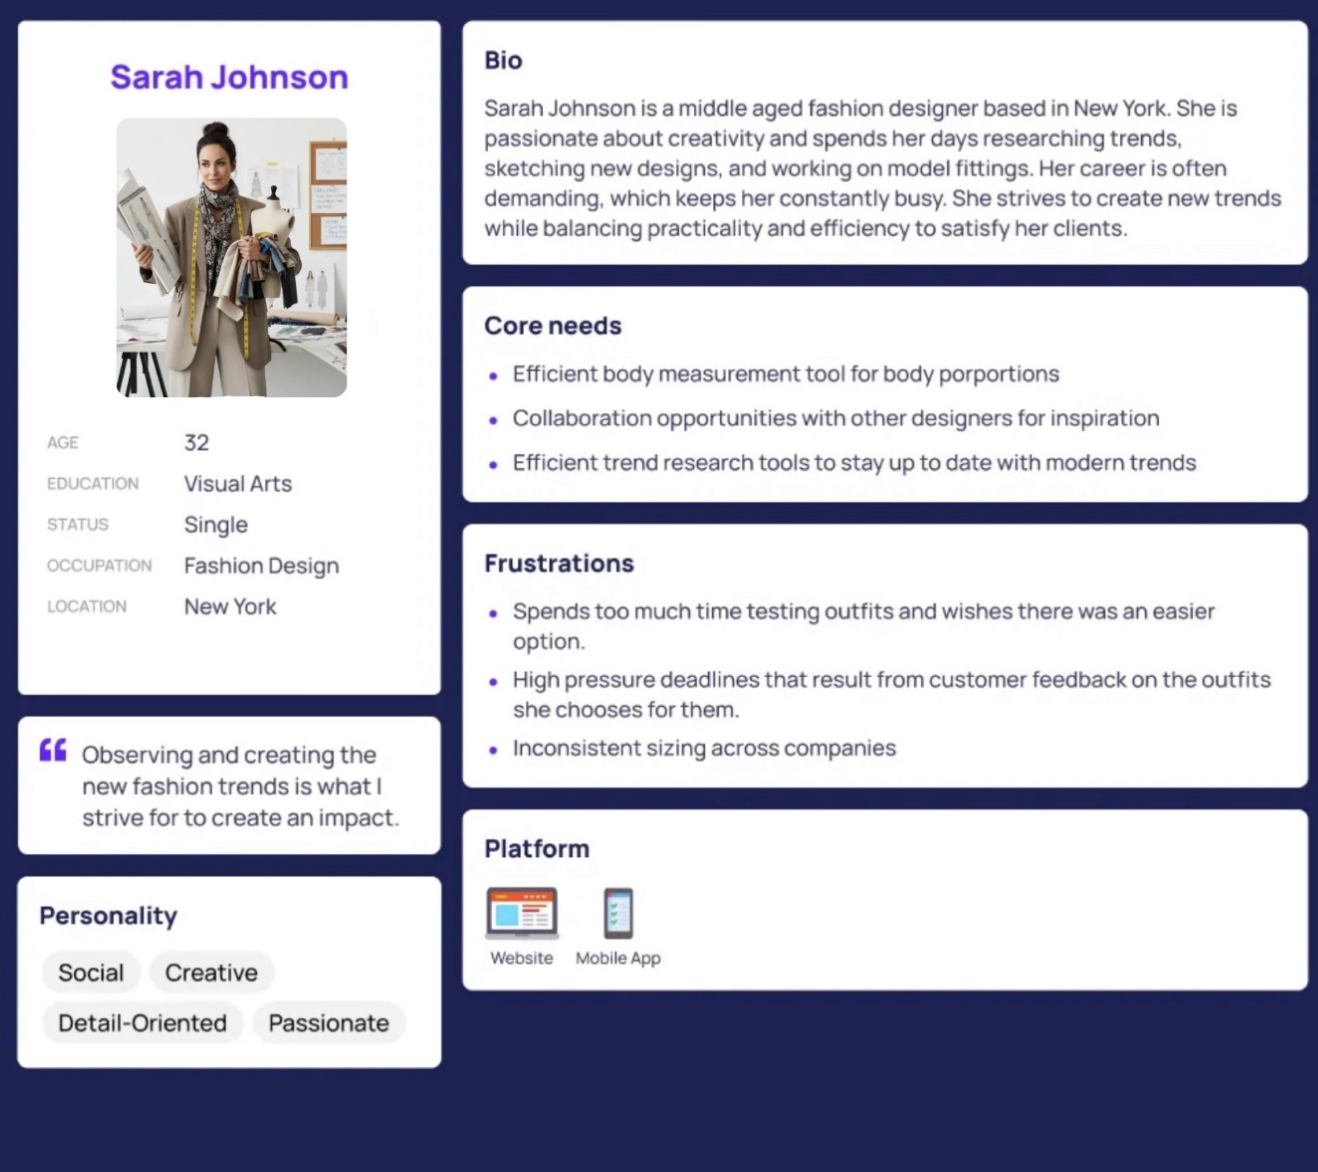 Sarah Johnson
AGE 32
EDUCATION Visual Arts
STATUS Single
OCCUPATION Fashion Design
LOCATION New York
Observing and creating the
new fashion trends is what I
strive for to create an impact.
Personality
Social Creative
Detail-Oriented Passionate
Bio
Sarah Johnson is a middle aged fashion designer based in New York. She is
passionate about creativity and spends her days researching trends,
sketching new designs, and working on model fittings. Her career is often
demanding, which keeps her constantly busy. She strives to create new trends
while balancing practicality and efficiency to satisfy her clients.
Core needs
Efficient body measurement tool for body porportions
Collaboration opportunities with other designers for inspiration
Efficient trend research tools to stay up to date with modern trends
Frustrations
Spends too much time testing outfits and wishes there was an easier
option.
High pressure deadlines that result from customer feedback on the outfits
she chooses for them.
Inconsistent sizing across companies
Platform
Website Mobile App